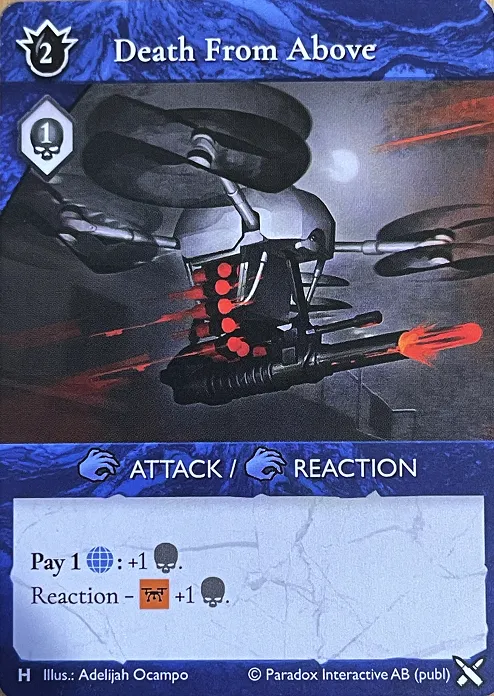 2
Death From Above
1
ATTACK / REACTION
Pay 1 : +1 .
Reaction – +1 .
H Illus.: Adelijah Ocampo © Paradox Interactive AB (publ)